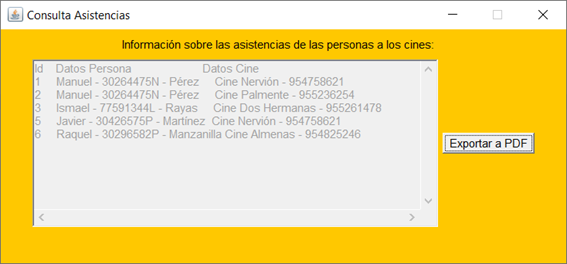 Consulta Asistencias
Información sobre las asistencias de las personas a los cines:
Id Datos Persona Datos Cine
1 Manuel - 30264475N - Pérez Cine Nervión - 954758621
2 Manuel - 30264475N - Pérez Cine Palmente - 955236254
3 Ismael - 77591344L - Rayas Cine Dos Hermanas - 955261478
5 Javier - 30426575P - Martínez Cine Nervión - 954758621
6 Raquel - 30296582P - Manzanilla Cine Almenas - 954825246
Exportar a PDF